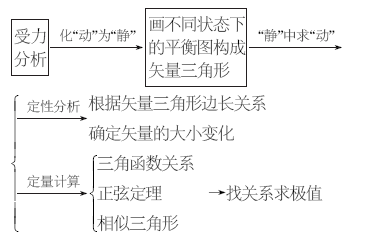 受力
分析
化“动”为“静”
画不同状态下
的平衡图构成
矢量三角形
“静”中求“动”
定性分析
根据矢量三角形边长关系
确定矢量的大小变化
定量计算
三角函数关系
正弦定理
相似三角形
→找关系求极值